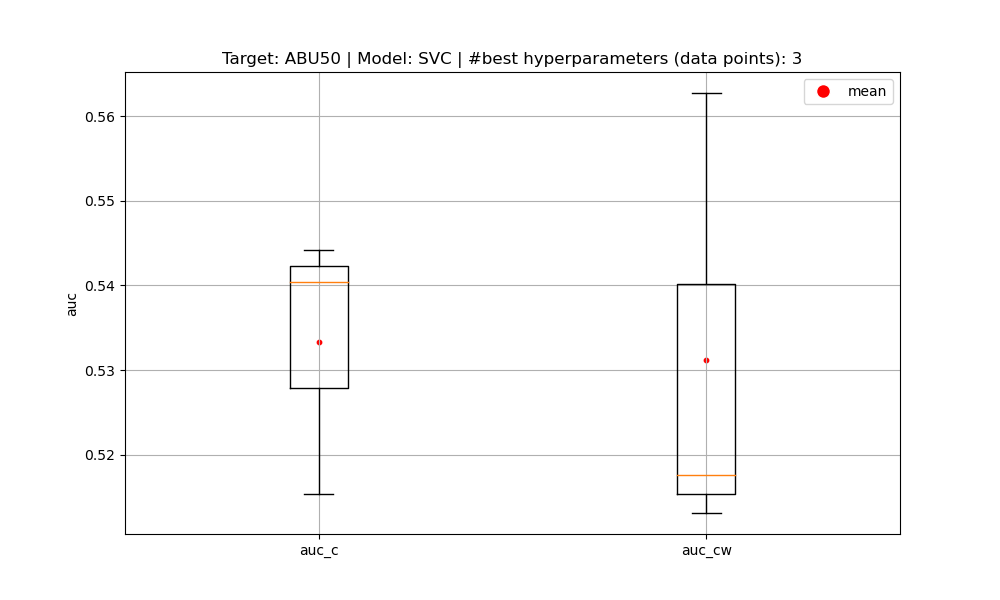 Target: ABU50 | Model: SVC | #best hyperparameters (data points): 3
mean
0.56
0.55
0.54
0.53
0.52
auc
auc_c
auc_cw